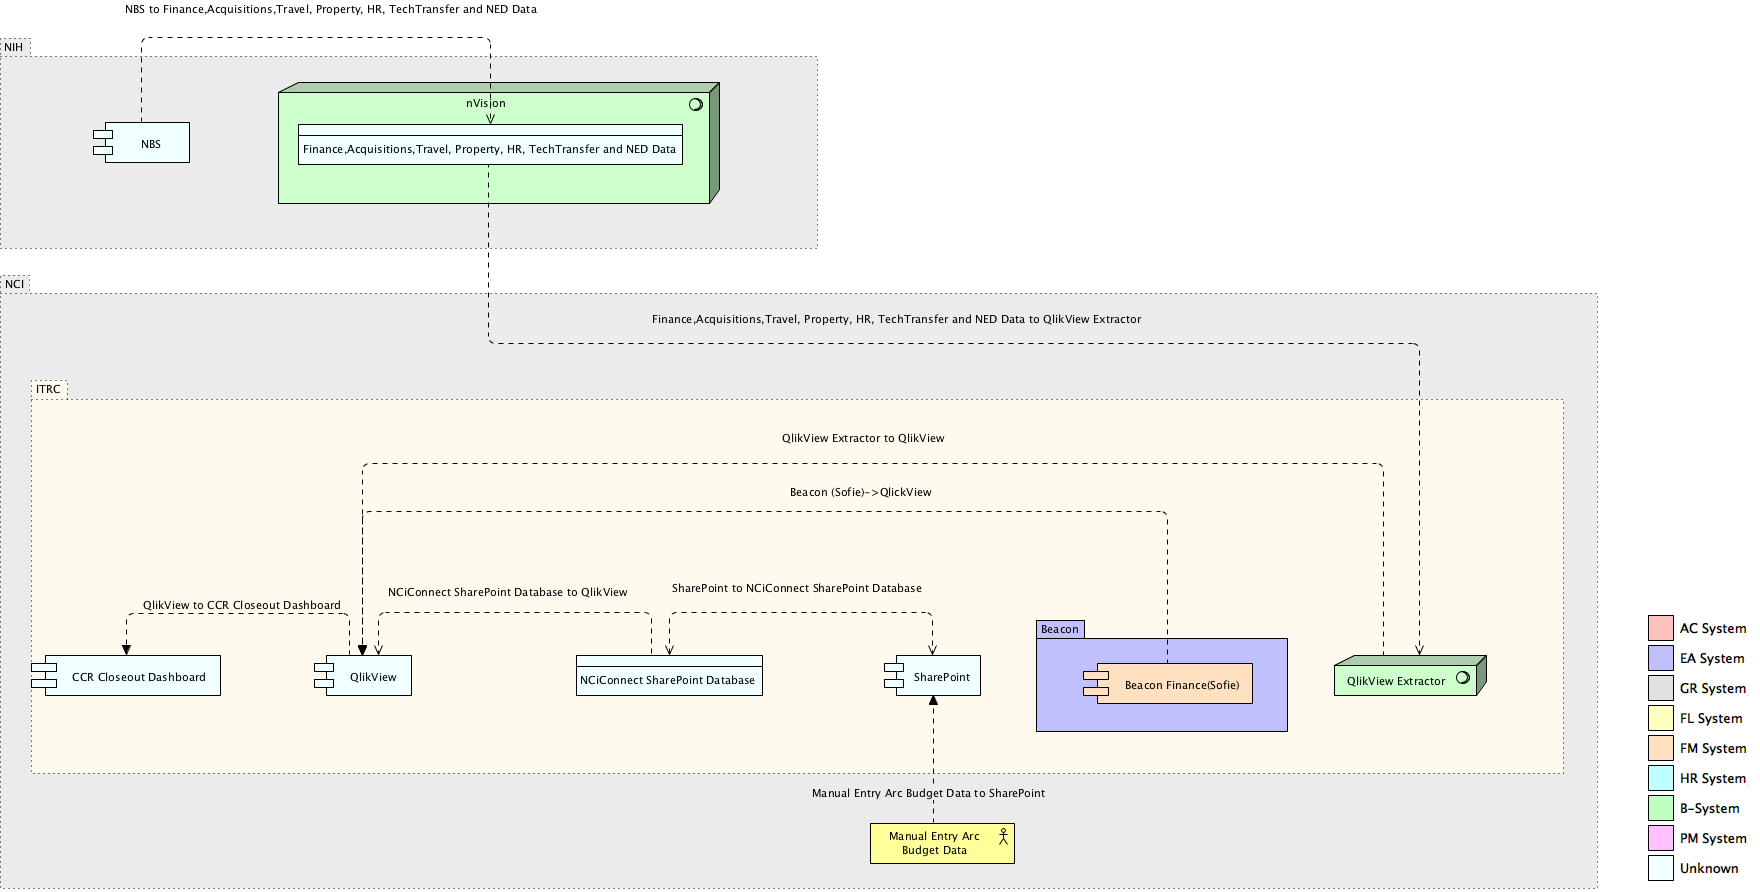 NBS to Finance,Acquisitions,Travel, Property, HR, TechTransfer and NED Data
NIH
nVision
NBS
Finance,Acquisitions,Travel, Property, HR, TechTransfer and NED Data
NCI
Finance,Acquisitions,Travel, Property, HR, TechTransfer and NED Data to QlikView Extractor
ITRC
QlikView Extractor to QlikView
Beacon (Sofie)->QlickView
SharePoint to NCiConnect SharePoint Database
NCiConnect SharePoint Database to QlikView
QlikView to CCR Closeout Dashboard
Beacon
CCR Closeout Dashboard
QlikView
NCiConnect SharePoint Database
SharePoint
Beacon Finance(Sofie)
QlikView Extractor
Manual Entry Arc Budget Data to SharePoint
Manual Entry Arc
Budget Data
AC System
EA System
GR System
FL System
FM System
HR System
B-System
PM System
Unknown